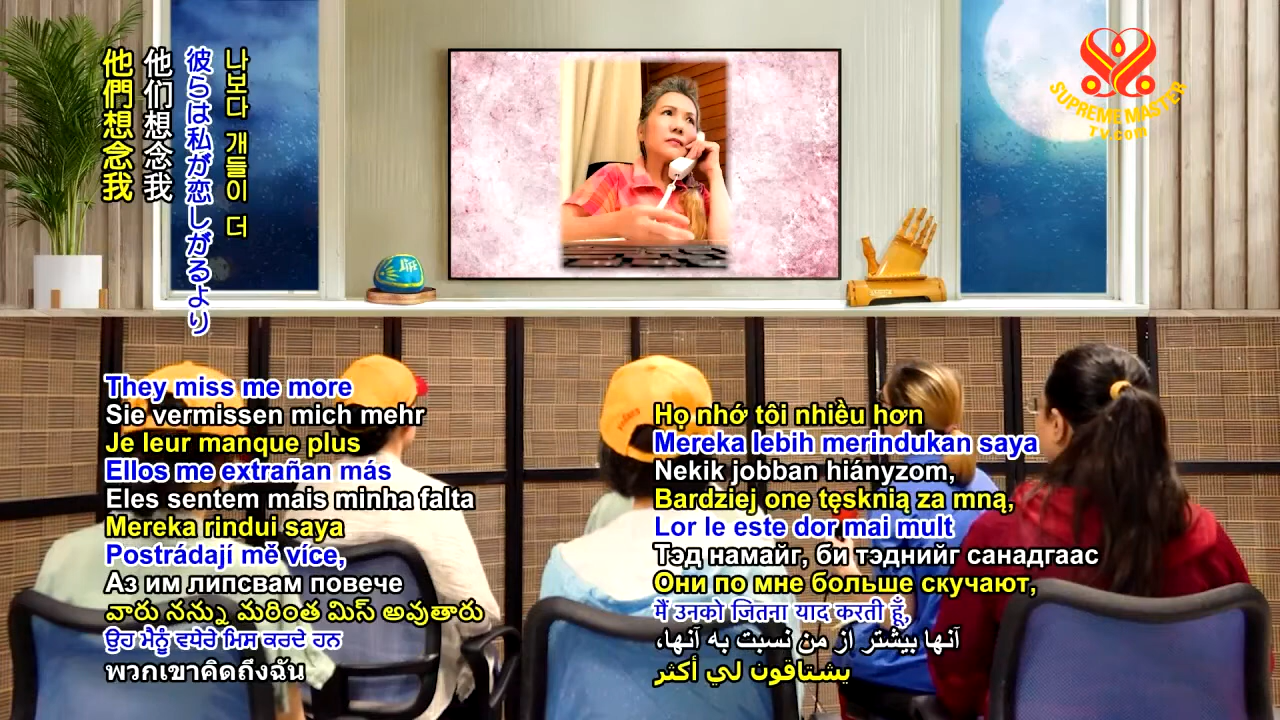 나보다 개들이 더
彼らは私が恋しがるより
他们想念我
他們想念我
SUPREME MASTER
TV.com
LIFE
They miss me more
Sie vermissen mich mehr
Je leur manque plus
Ellos me extrañan más
Eles sentem mais minha falta
Mereka rindui saya
Postrádají mě více,
Аз им липсвам повече
వారు నన్ను మరింత మిస్ అవుతారు
ਉਹ ਮੈਨੂੰ ਵਧੇਰੇ ਮਿਸ ਕਰਦੇ ਹਨ
พวกเขาคิดถึงฉัน
Họ nhớ tôi nhiều hơn
Mereka lebih merindukan saya
Nekik jobban hiányzom,
Bardziej one tęsknią za mną,
Lor le este dor mai mult
Тэд намайг, би тэднийг санадгаас
Они по мне больше скучают,
मैं उनको जितना याद करती हूँ,
آنها بیشتر از من نسبت به آنها،
يشتاقون لي أكثر